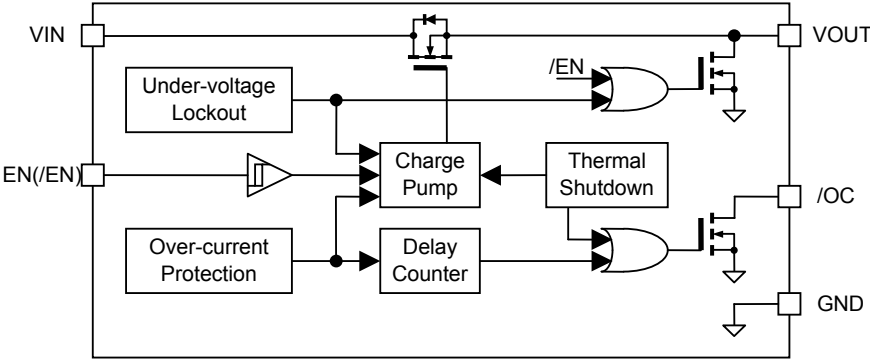 VIN
VOUT
/EN
Under-voltage
Lockout
EN(/EN)
Charge
Pump
Thermal
Shutdown
/OC
Over-current
Protection
Delay
Counter
GND